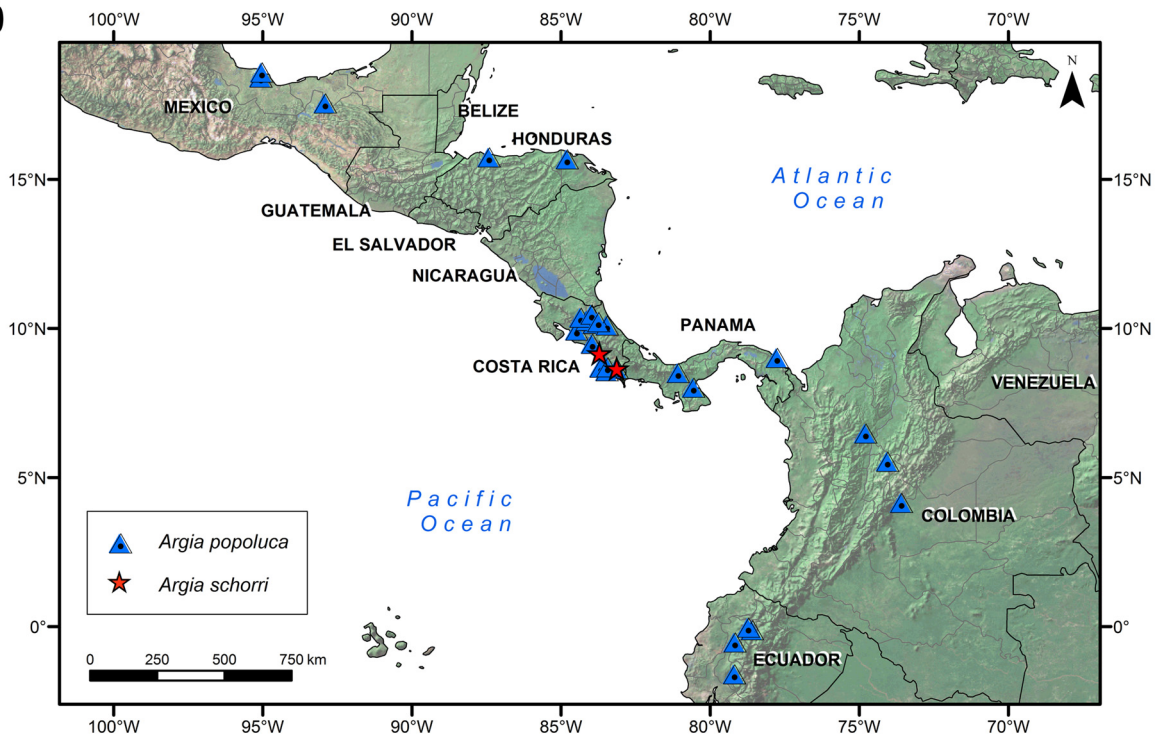 100°W 95°W 90°W 85°W 80°W 75°W 70°W
N
MEXICO
BELIZE
HONDURAS
15°N
Atlantic
Ocean
15°N
GUATEMALA
EL SALVADOR
NICARAGUA
10°N
PANAMA
10°N
COSTA RICA
VENEZUELA
5°N
Pacific
Ocean
5°N
COLOMBIA
Argia popoluca
Argia schorri
0°
0°
ECUADOR
0 250 500 750 km
100°W 95°W 90°W 85°W 80°W 75°W 70°W